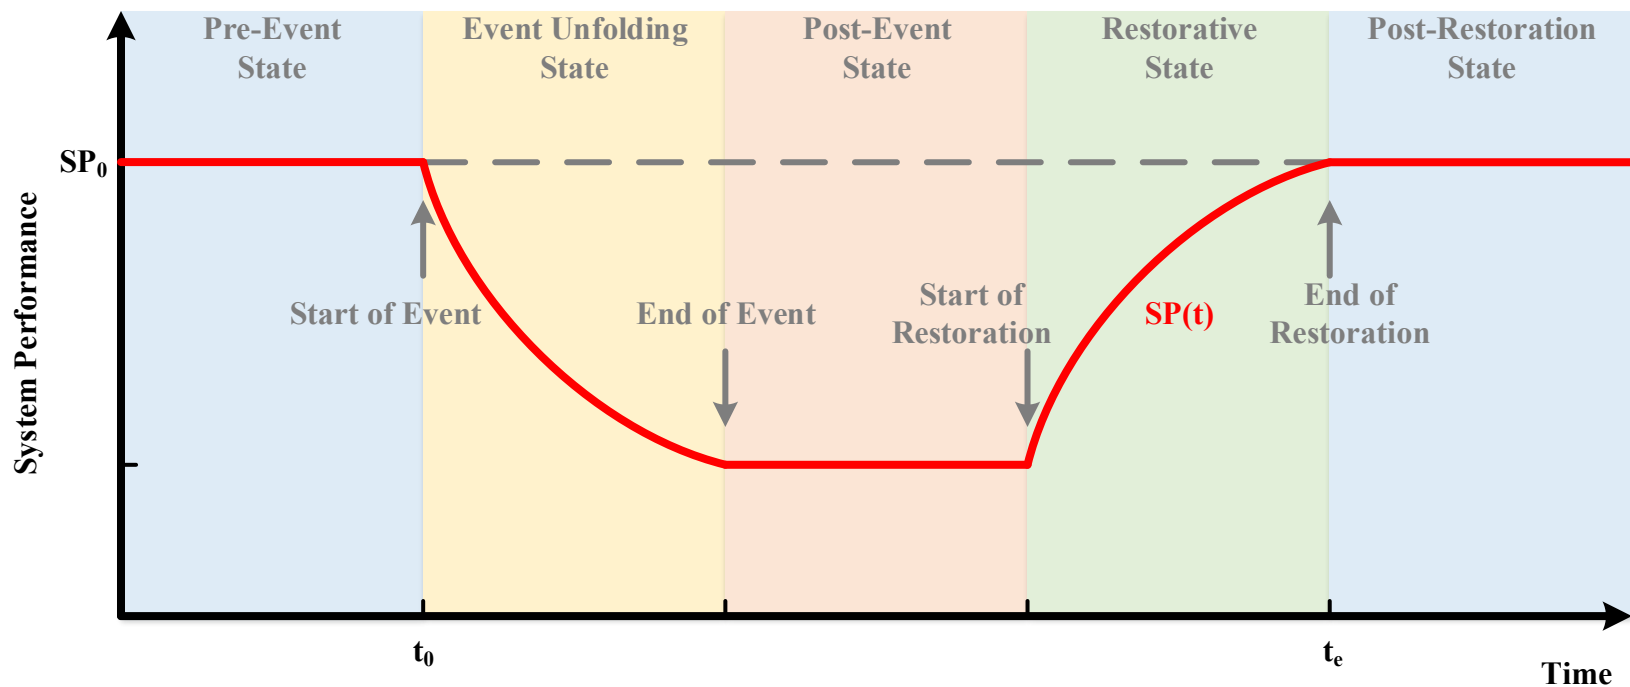 Pre-Event
State
Event Unfolding
State
Post-Event
State
Restorative
State
Post-Restoration
State
SP₀
System Performance
Start of Event
End of Event
Start of
Restoration
SP(t)
End of
Restoration
t₀
tₑ
Time